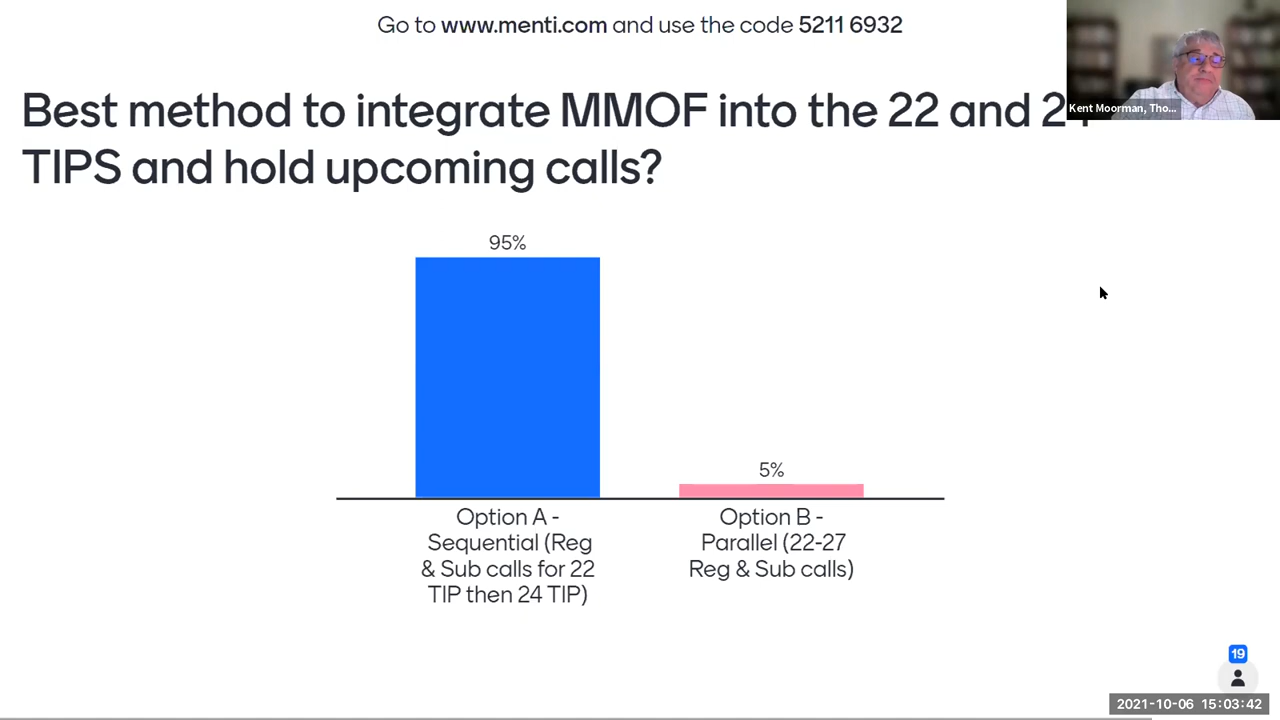 Go to www.menti.com and use the code 5211 6932
Best method to integrate MMOF into the 22 and
TIPS and hold upcoming calls?
Kent Moorman, Tho...
95%
5%
Option A -
Sequential (Reg
& Sub calls for 22
TIP then 24 TIP)
Option B -
Parallel (22-27
Reg & Sub calls)
19
2021-10-06 15:03:42